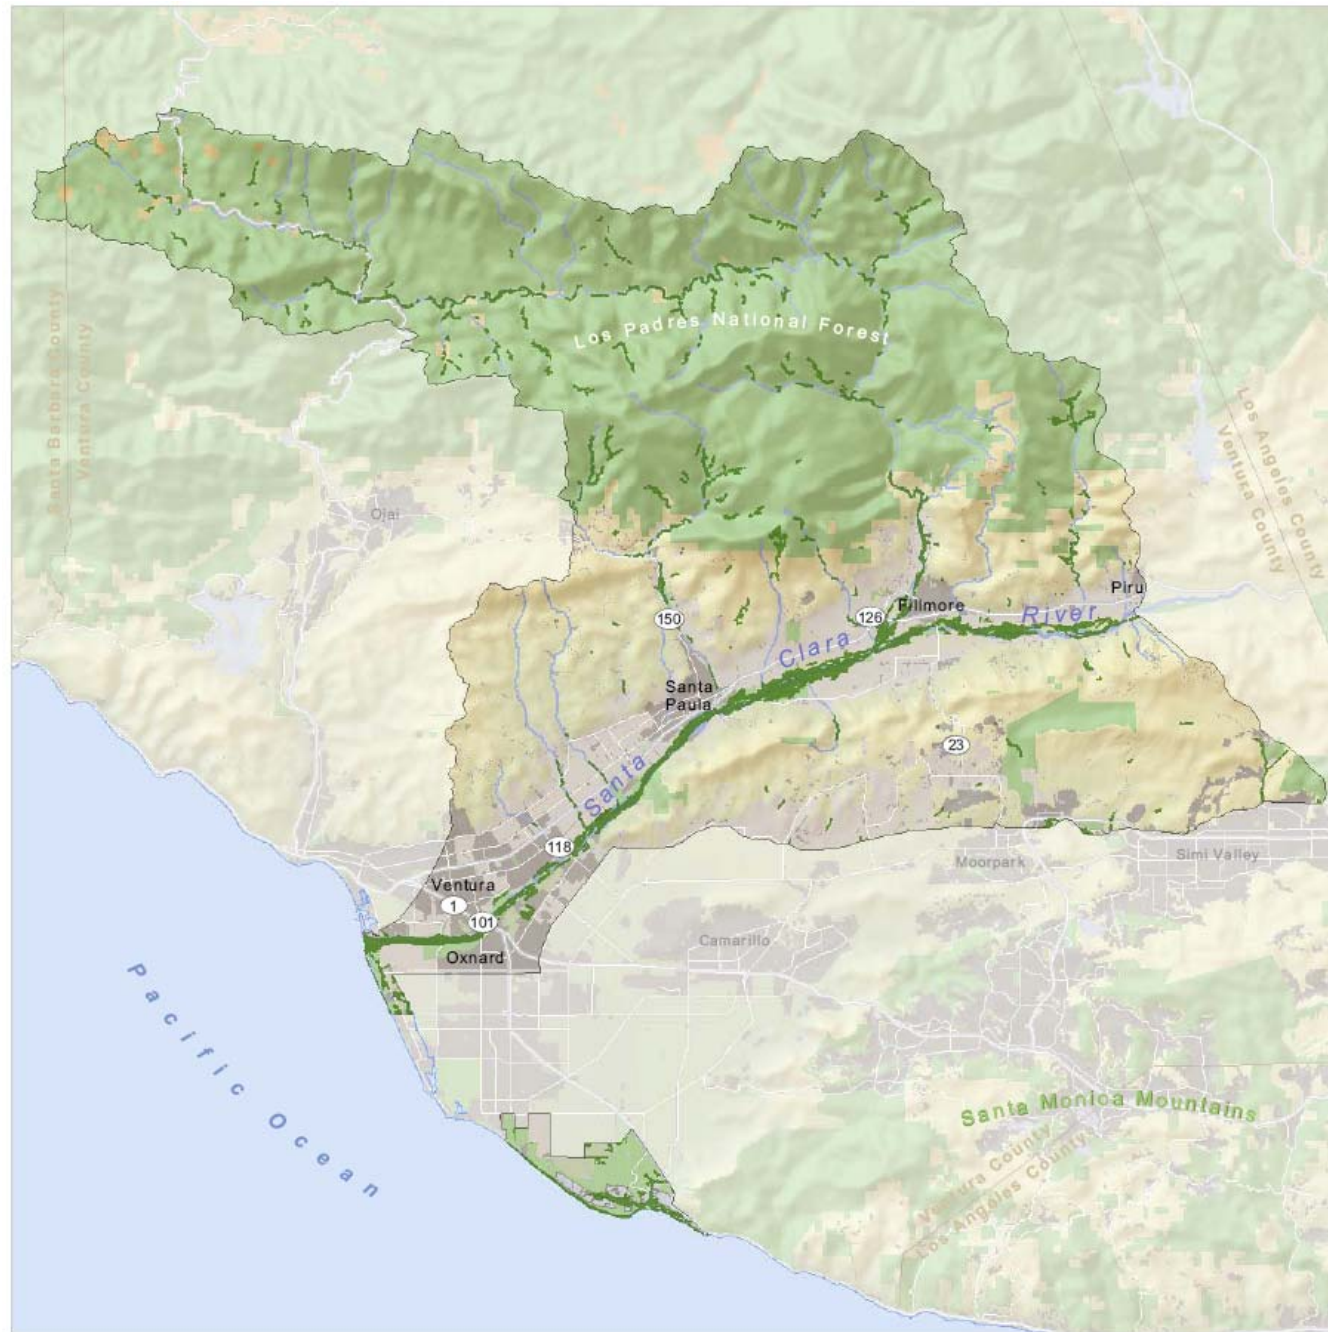 Los Padres National Forest
Santa Barbara County
Ventura County
Los Angeles County
Ventura County
Ojai
Piru
150
126
Fillmore
River
Clara
Santa
Paula
Santa
23
118
Moorpark
Simi Valley
Ventura
1
101
Camarillo
Oxnard
Pacific Ocean
Santa Monica Mountains
Ventura County
Los Angeles County